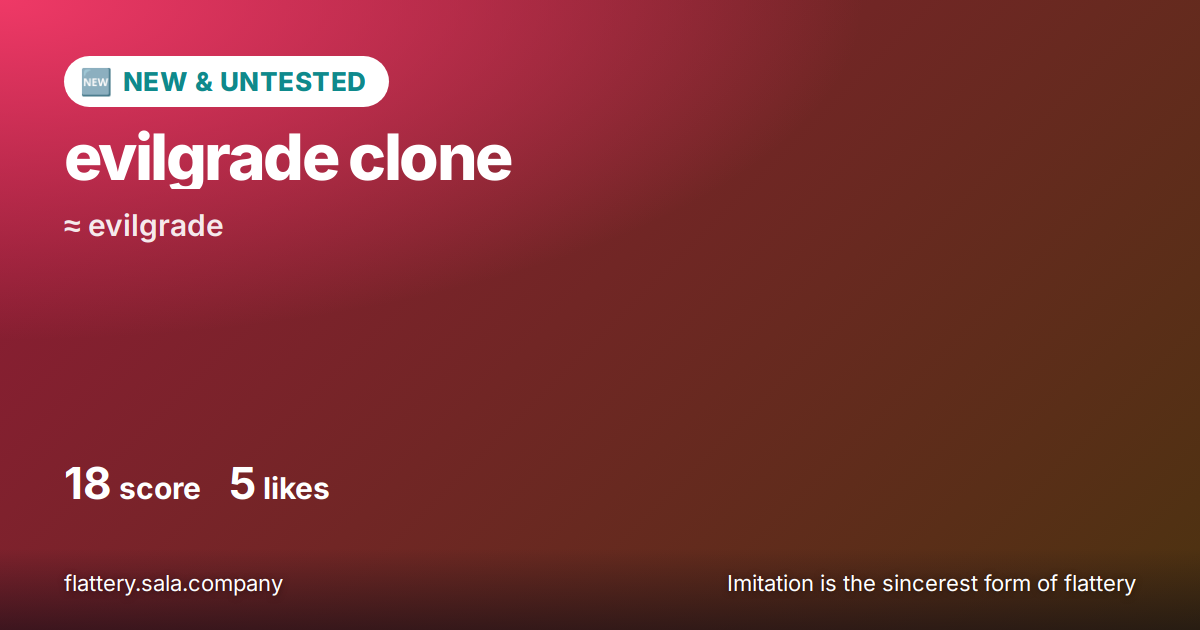 🆕 NEW & UNTESTED
evilgrade clone
≈ evilgrade
18 score 5 likes
flattery.sala.company
Imitation is the sincerest form of flattery